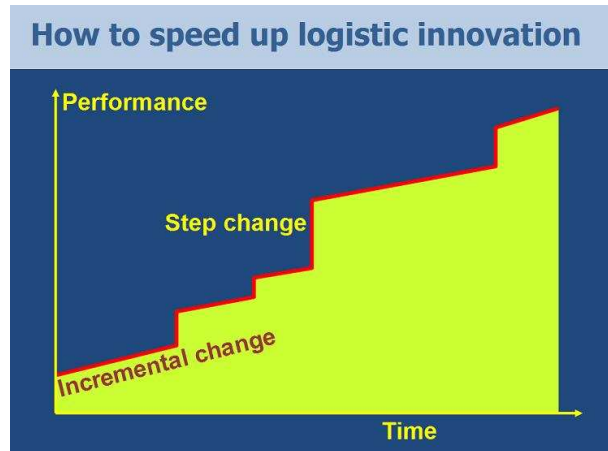 How to speed up logistic innovation
Performance
Step change
Incremental change
Time